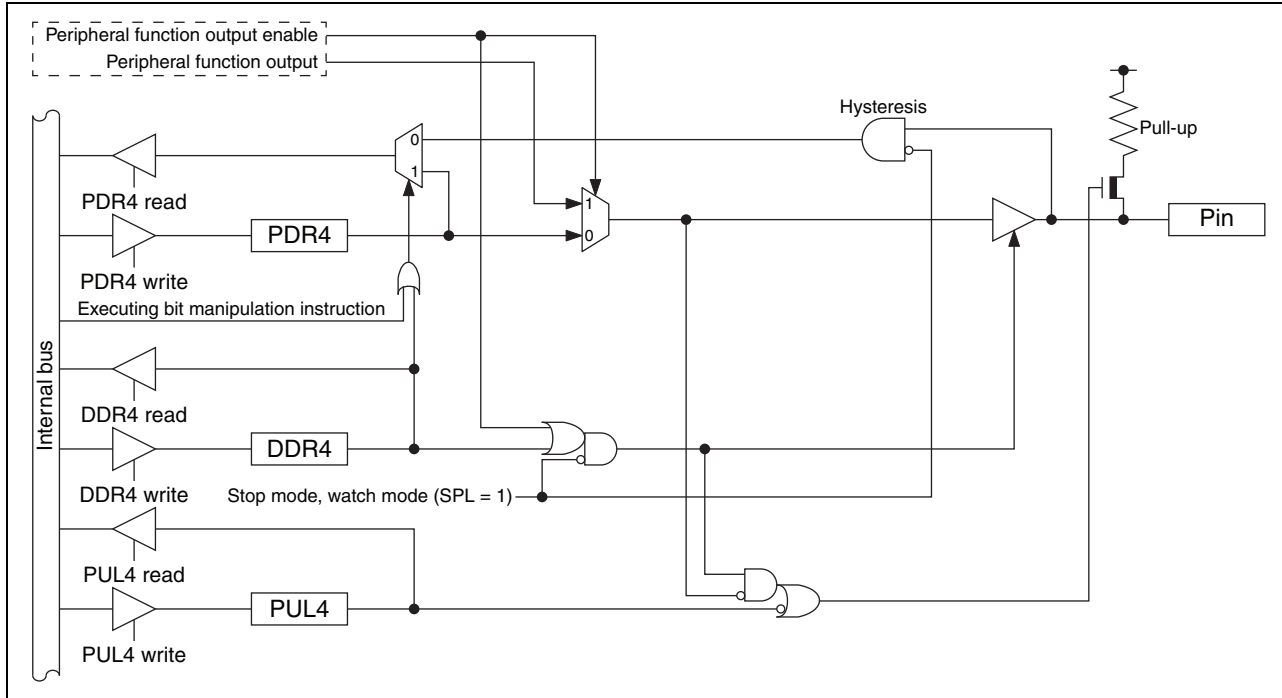 Peripheral function output enable
Peripheral function output
Hysteresis
Pull-up
0
1
PDR4 read
1
PDR4
0
Pin
PDR4 write
Executing bit manipulation instruction
Internal bus
DDR4 read
DDR4
DDR4 write
Stop mode, watch mode (SPL = 1)
PUL4 read
PUL4
PUL4 write